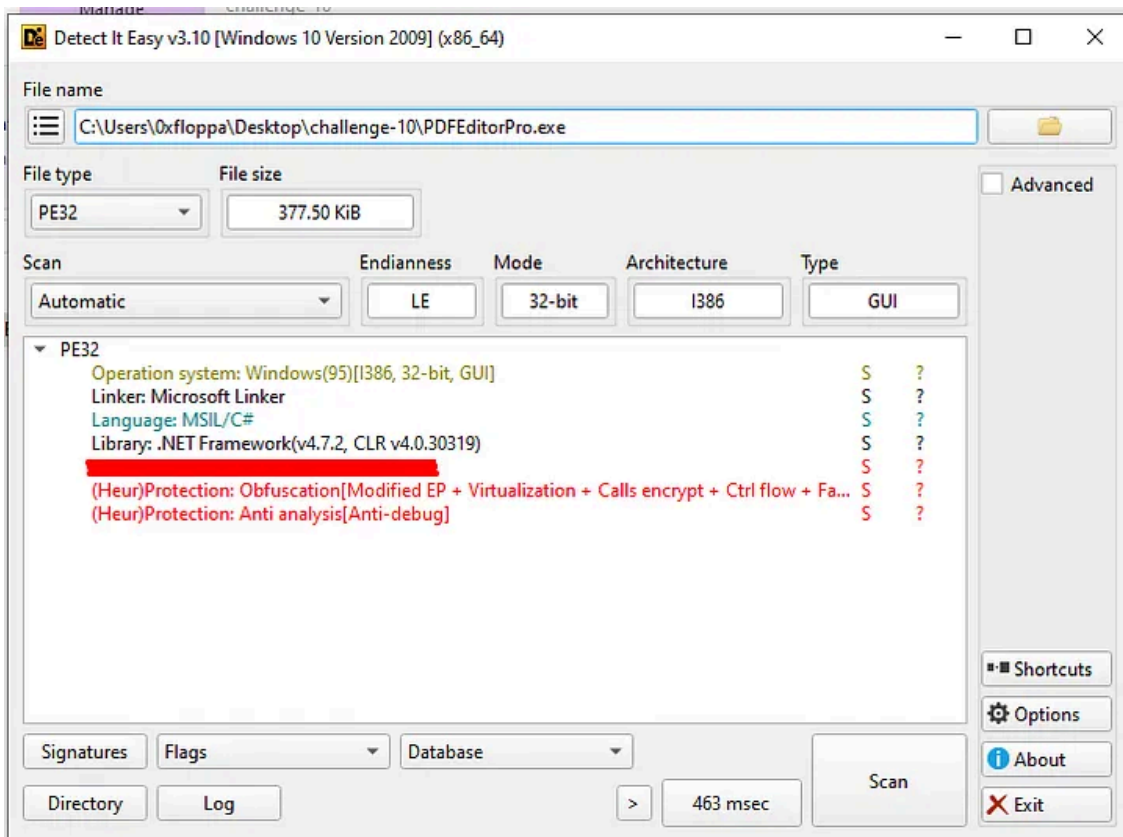 Manage
challenge-10
Detect It Easy v3.10 [Windows 10 Version 2009] (x86_64)
File name
C:\Users\0xfloppa\Desktop\challenge-10\PDFEditorPro.exe
File type
File size
PE32
377.50 KiB
Advanced
Scan
Endianness
Mode
Architecture
Type
Automatic
LE
32-bit
I386
GUI
PE32
Operation system: Windows(95)[I386, 32-bit, GUI] S ?
Linker: Microsoft Linker S ?
Language: MSIL/C# S ?
Library: .NET Framework(v4.7.2, CLR v4.0.30319) S ?
S ?
(Heur)Protection: Obfuscation[Modified EP + Virtualization + Calls encrypt + Ctrl flow + Fa... S ?
(Heur)Protection: Anti analysis[Anti-debug] S ?
Shortcuts
Options
Signatures
Flags
Database
Scan
About
Directory
Log
>
463 msec
Exit